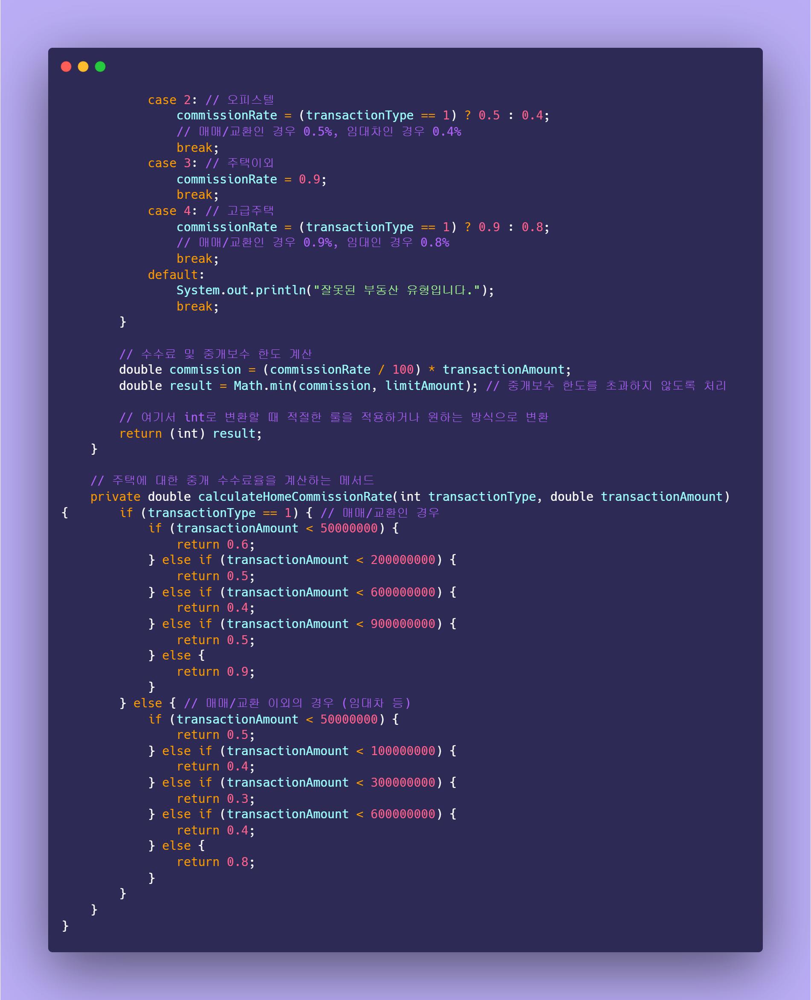 case 2: // 오피스텔
commissionRate = (transactionType == 1) ? 0.5 : 0.4;
// 매매/교환인 경우 0.5%, 임대차인 경우 0.4%
break;
case 3: // 주택이외
commissionRate = 0.9;
break;
case 4: // 고급주택
commissionRate = (transactionType == 1) ? 0.9 : 0.8;
// 매매/교환인 경우 0.9%, 임대인 경우 0.8%
break;
default:
System.out.println("잘못된 부동산 유형입니다.");
break;
}
// 수수료 및 중개보수 한도 계산
double commission = (commissionRate / 100) * transactionAmount;
double result = Math.min(commission, limitAmount); // 중개보수 한도를 초과하지 않도록 처리
// 여기서 int로 변환할 때 적절한 룰을 적용하거나 원하는 방식으로 변환
return (int) result;
}
// 주택에 대한 중개 수수료율을 계산하는 메서드
private double calculateHomeCommissionRate(int transactionType, double transactionAmount)
{ if (transactionType == 1) { // 매매/교환인 경우
if (transactionAmount < 50000000) {
return 0.6;
} else if (transactionAmount < 200000000) {
return 0.5;
} else if (transactionAmount < 600000000) {
return 0.4;
} else if (transactionAmount < 900000000) {
return 0.5;
} else {
return 0.9;
}
} else { // 매매/교환 이외의 경우 (임대차 등)
if (transactionAmount < 50000000) {
return 0.5;
} else if (transactionAmount < 100000000) {
return 0.4;
} else if (transactionAmount < 300000000) {
return 0.3;
} else if (transactionAmount < 600000000) {
return 0.4;
} else {
return 0.8;
}
}
}
}